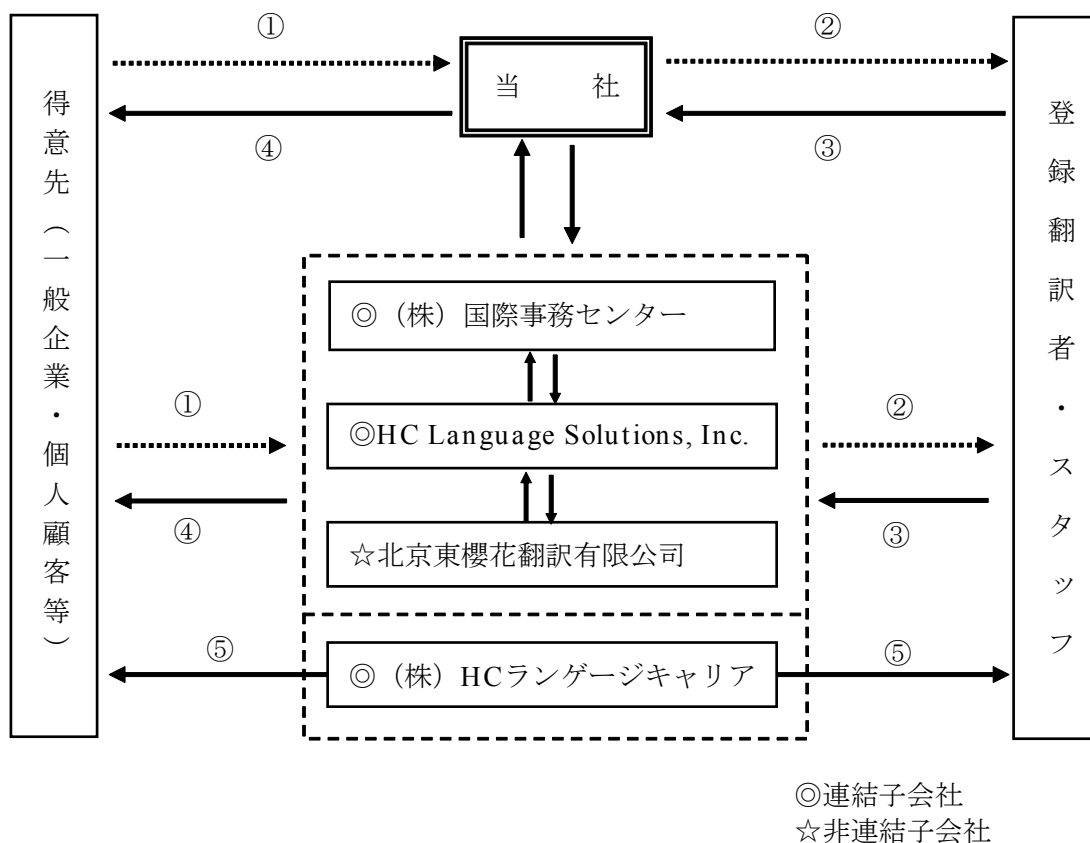 ①
②
当　　社
④
③
得意先（一般企業・個人顧客等）
登録翻訳者・スタッフ
◎（株）国際事務センター
①
②
◎HC Language Solutions, Inc.
④
③
☆北京東櫻花翻訳有限公司
⑤
⑤
◎（株）HCランゲージキャリア
◎連結子会社
☆非連結子会社